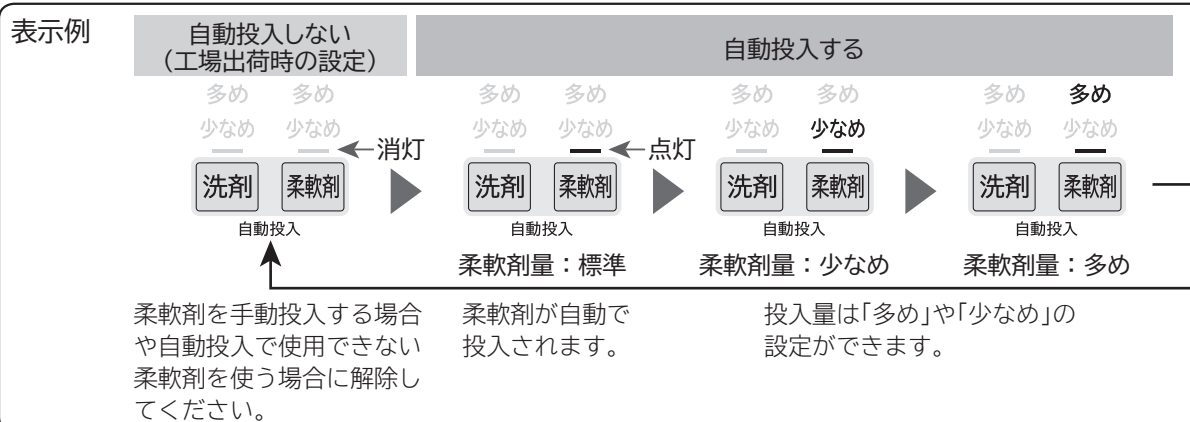 表示例
自動投入しない
（工場出荷時の設定）
自動投入する
多め 多め
少なめ 少なめ
消灯
洗剤 柔軟剤
自動投入
多め 多め
少なめ 少なめ
点灯
洗剤 柔軟剤
自動投入
柔軟剤量：標準
多め 多め
少なめ 少なめ
洗剤 柔軟剤
自動投入
柔軟剤量：少なめ
多め 多め
少なめ 少なめ
洗剤 柔軟剤
自動投入
柔軟剤量：多め
柔軟剤を手動投入する場合
や自動投入で使用できない
柔軟剤を使う場合に解除し
てください。
柔軟剤が自動で
投入されます。
投入量は「多め」や「少なめ」の
設定ができます。